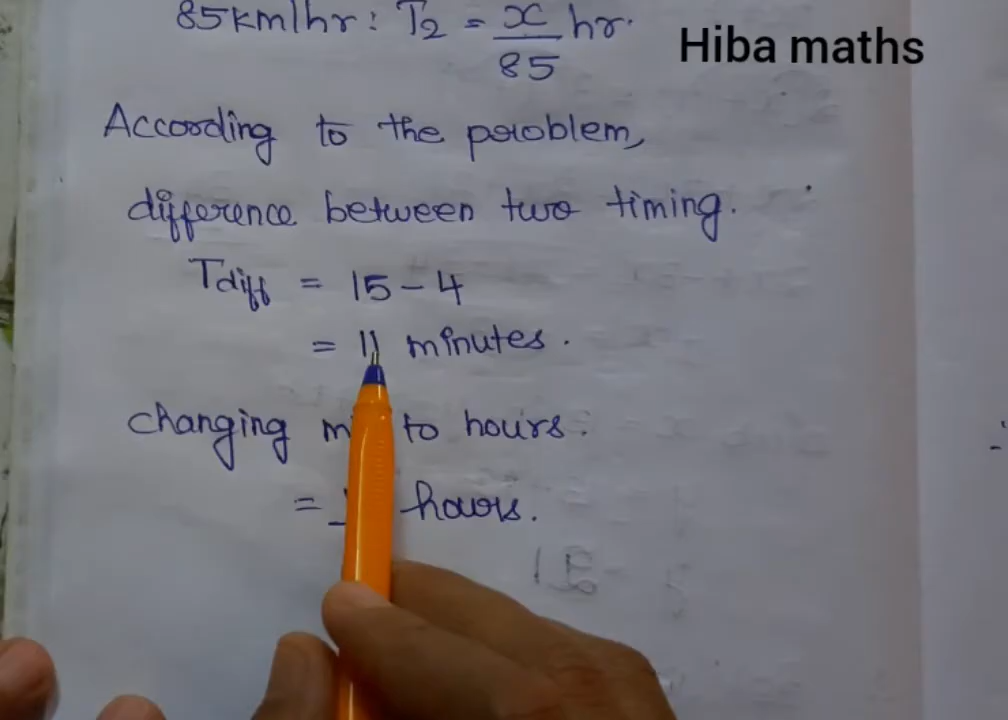 85km/hr: T₂ = x/85 hr.
Hiba maths
According to the problem,
difference between two timing.
Tdiff = 15 - 4
= 11 minutes.
changing to hours.
= hours.